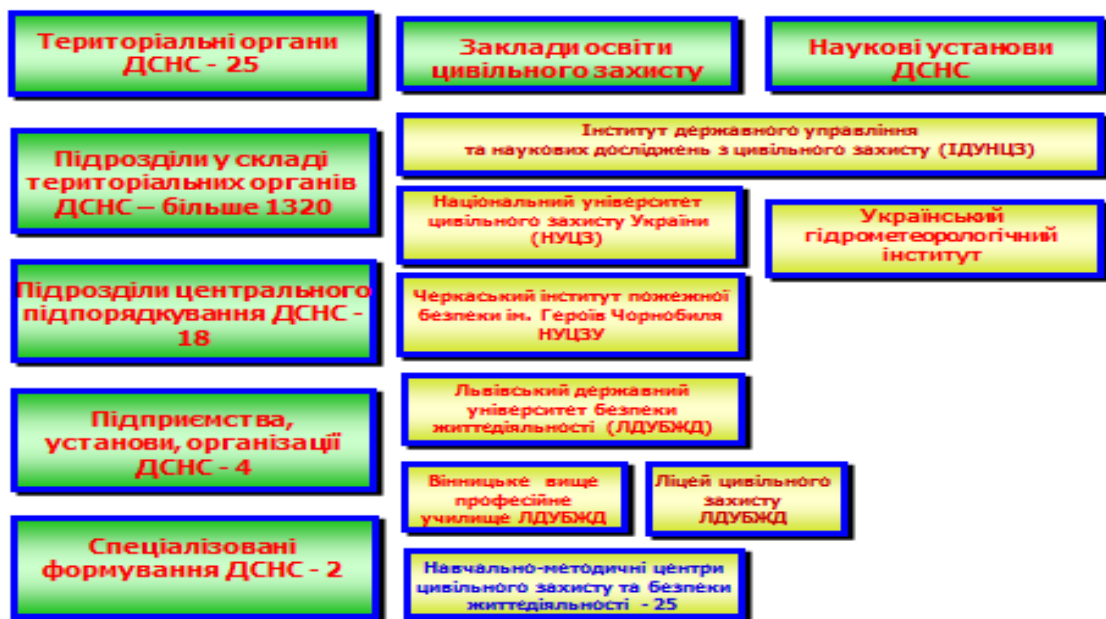 Територіальні органи
ДСНС - 25
Заклади освіти
цивільного захисту
Наукові установи
ДСНС
Підрозділи у складі
територіальних органів
ДСНС – більше 1320
Інститут державного управління
та наукових досліджень з цивільного захисту (ІДУНЦЗ)
Національний університет
цивільного захисту України
(НУЦЗ)
Український
гідрометеорологічний
інститут
Підрозділи центрального
підпорядкування ДСНС -
18
Черкаський інститут пожежної
безпеки ім. Героїв Чорнобиля
НУЦЗУ
Підприємства,
установи, організації
ДСНС - 4
Львівський державний
університет безпеки
життєдіяльності (ЛДУБЖД)
Вінницьке вище
професійне
училище ЛДУБЖД
Ліцей цивільного
захисту
ЛДУБЖД
Спеціалізовані
формування ДСНС - 2
Навчально-методичні центри
цивільного захисту та безпеки
життєдіяльності - 25